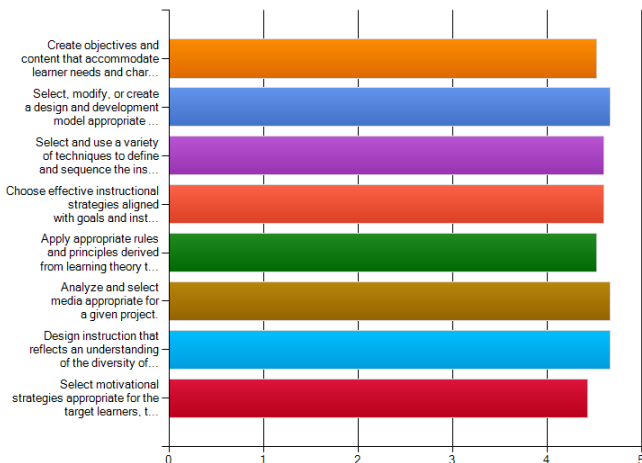 Create objectives and
content that accommodate
learner needs and char...
Select, modify, or create
a design and development
model appropriate ...
Select and use a variety
of techniques to define
and sequence the ins...
Choose effective instructional
strategies aligned
with goals and inst...
Apply appropriate rules
and principles derived
from learning theory t...
Analyze and select
media appropriate for
a given project.
Design instruction that
reflects an understanding
of the diversity of...
Select motivational
strategies appropriate for the
target learners, t...
0 1 2 3 4 5